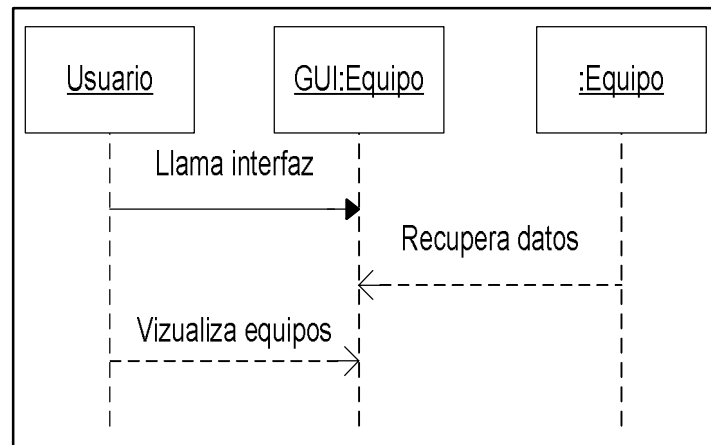 Usuario
GUI:Equipo
:Equipo
Llama interfaz
Recupera datos
Vizualiza equipos